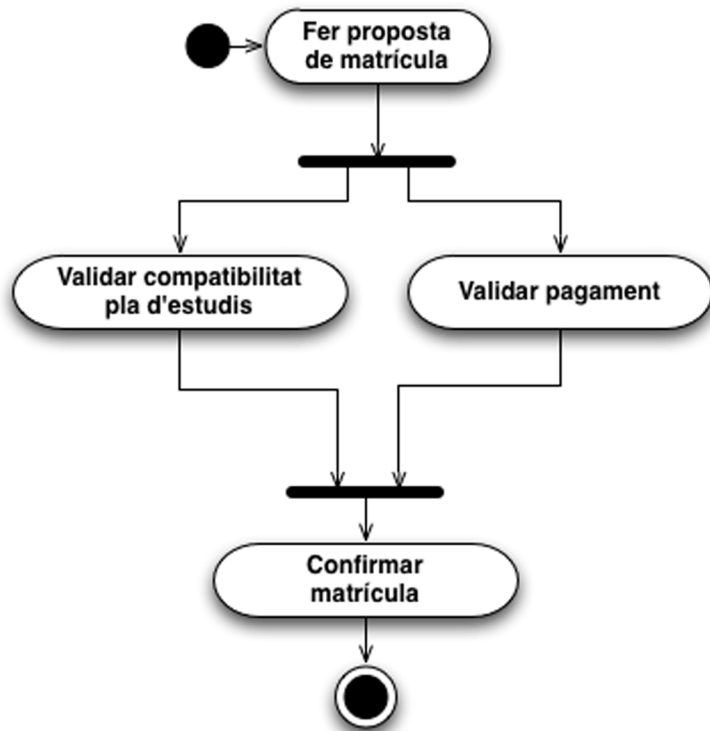 Fer proposta
de matrícula
Validar compatibilitat
pla d'estudis
Validar pagament
Confirmar
matrícula